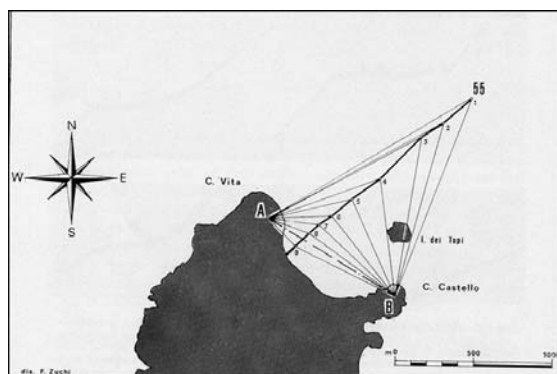 55
1
2
3
N
W E
S
C. Vita
4
A
5
6
7
8
I. dei Topi
9
C. Castello
B
m 0 500 1000
dis. F. Zuchi